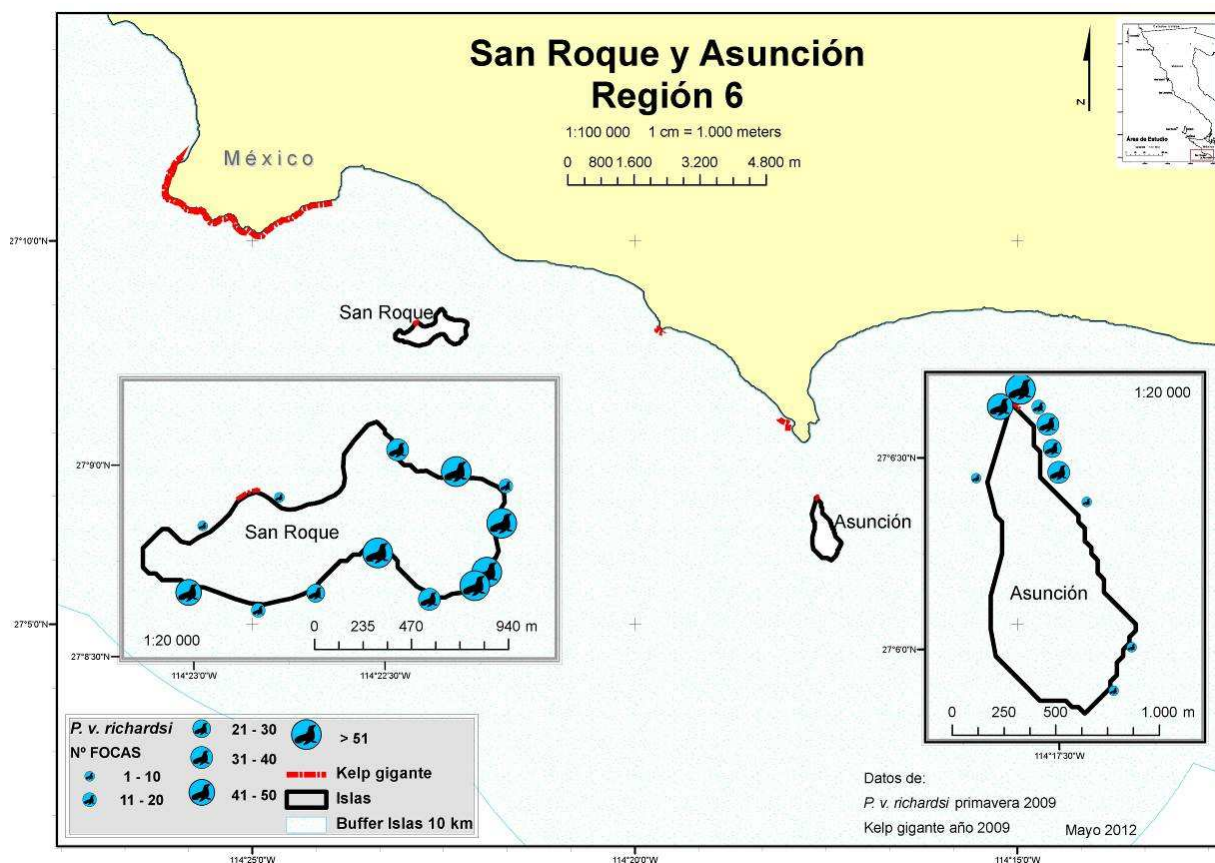 San Roque y Asunción
Región 6
1:100 000 1 cm = 1.000 meters
0 800 1.600 3.200 4.800 m
N
Área de Estudio
México
27°10'0"N
San Roque
27°9'0"N
San Roque
1:20 000
0 235 470 940 m
27°8'30"N
114°23'0"W 114°22'30"W
27°5'0"N
Asunción
1:20 000
27°6'30"N
Asunción
27°6'0"N
0 250 500 1.000 m
114°17'30"W
P. v. richardsi
Nº FOCAS
1 - 10
11 - 20
21 - 30
31 - 40
41 - 50
> 51
Kelp gigante
Islas
Buffer Islas 10 km
Datos de:
P. v. richardsi primavera 2009
Kelp gigante año 2009 Mayo 2012
114°25'0"W 114°20'0"W 114°15'0"W